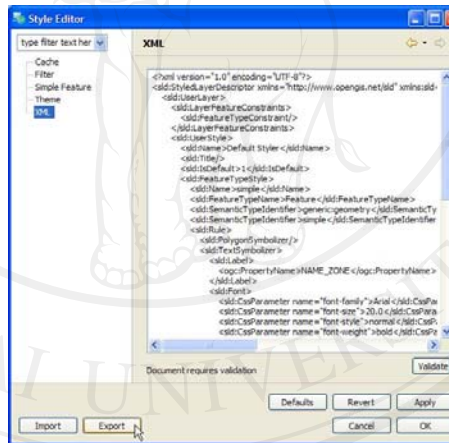 Style Editor
type filter text her
XML
Cache
Filter
Simple Feature
Theme
XML
<?xml version="1.0" encoding="UTF-8"?>
<sld:StyledLayerDescriptor xmlns="http://www.opengis.net/sld" xmlns:sld-
<sld:UserLayer>
<sld:LayerFeatureConstraints>
<sld:FeatureTypeConstraint/>
</sld:LayerFeatureConstraints>
<sld:UserStyle>
<sld:Name>Default Styler</sld:Name>
<sld:Title/>
<sld:IsDefault>1</sld:IsDefault>
<sld:FeatureTypeStyle>
<sld:Name>simple</sld:Name>
<sld:FeatureTypeName>Feature</sld:FeatureTypeName>
<sld:SemanticTypeIdentifier>generic:geometry</sld:SemanticTy
<sld:SemanticTypeIdentifier>simple</sld:SemanticTypeIdentifier
<sld:Rule>
<sld:PolygonSymbolizer/>
<sld:TextSymbolizer>
<sld:Label>
<ogc:PropertyName>NAME_ZONE</ogc:PropertyName>
</sld:Label>
<sld:Font>
<sld:CssParameter name="font-family">Arial</sld:CssPar
<sld:CssParameter name="font-size">20.0</sld:CssPara
<sld:CssParameter name="font-style">normal</sld:CssPa
<sld:CssParameter name="font-weight">bold</sld:CssPa
Document requires validation
Validate
Defaults
Revert
Apply
Import
Export
Cancel
OK